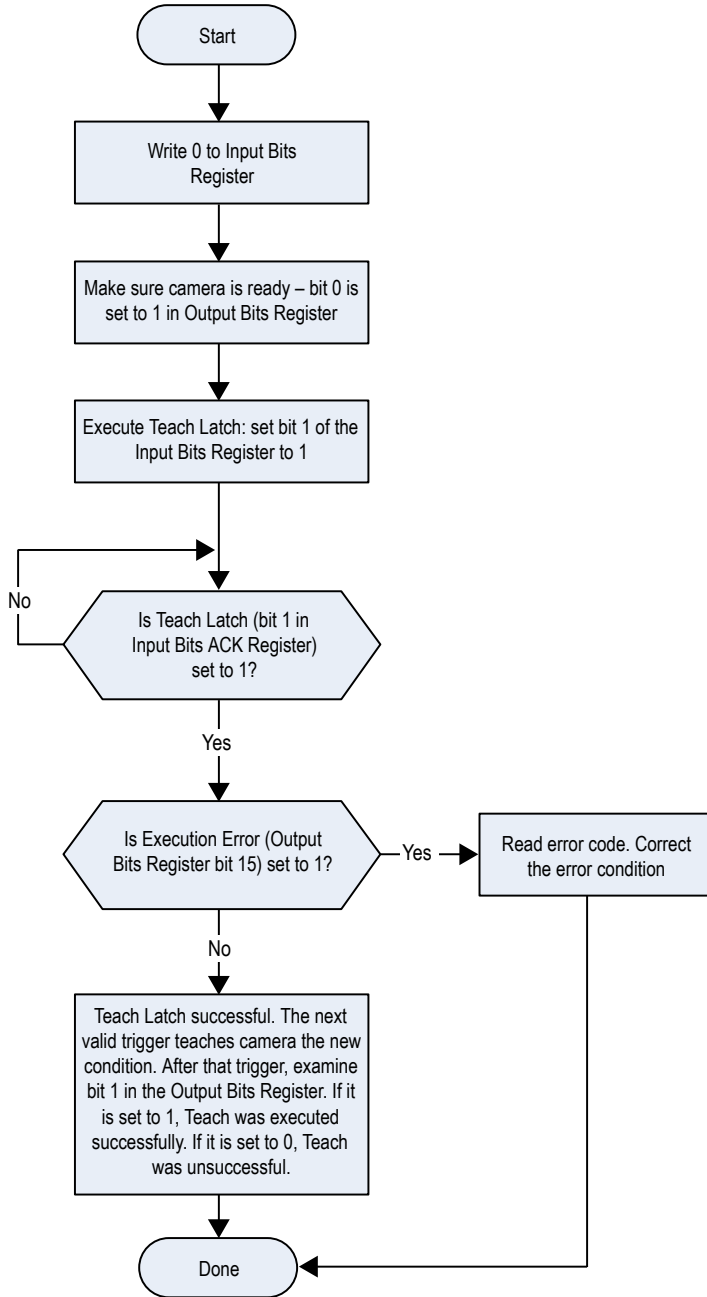 Start
Write 0 to Input Bits
Register
Make sure camera is ready – bit 0 is
set to 1 in Output Bits Register
Execute Teach Latch: set bit 1 of the
Input Bits Register to 1
No
Is Teach Latch (bit 1 in
Input Bits ACK Register)
set to 1?
Yes
Is Execution Error (Output
Bits Register bit 15) set to 1?
Yes
Read error code. Correct
the error condition
No
Teach Latch successful. The next
valid trigger teaches camera the new
condition. After that trigger, examine
bit 1 in the Output Bits Register. If it
is set to 1, Teach was executed
successfully. If it is set to 0, Teach
was unsuccessful.
Done